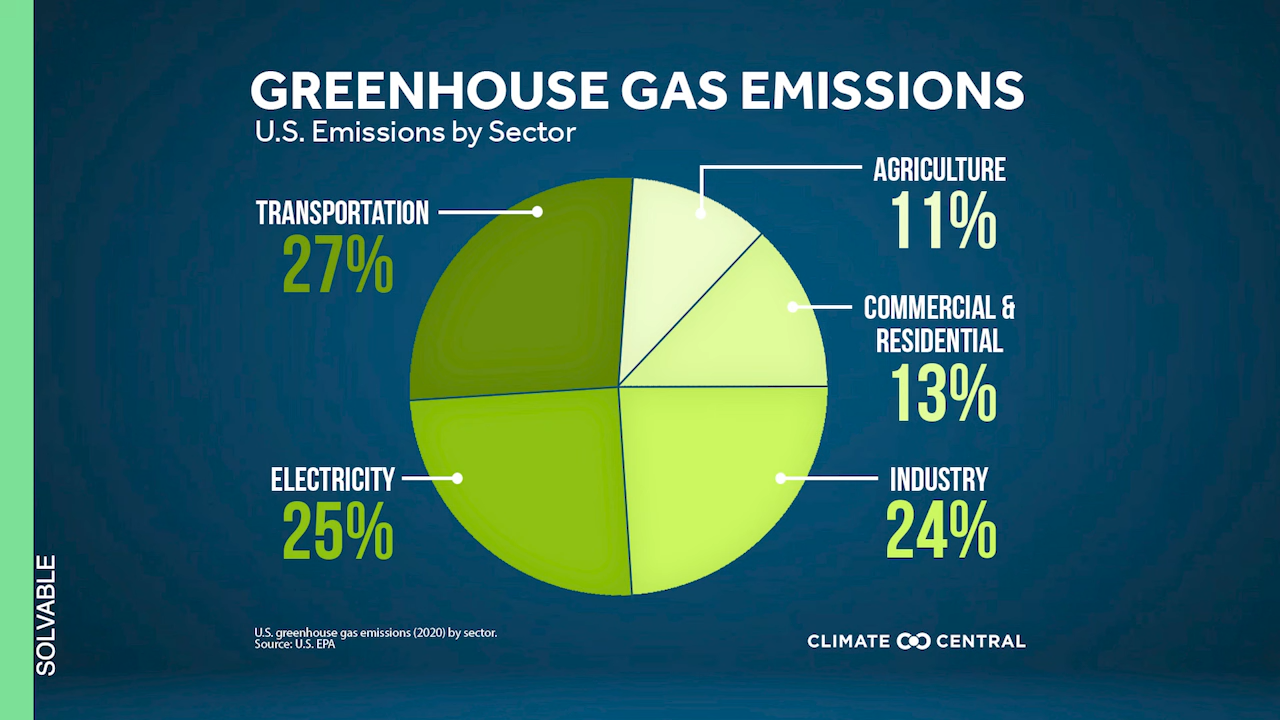 GREENHOUSE GAS EMISSIONS
U.S. Emissions by Sector
TRANSPORTATION
27%
AGRICULTURE
11%
COMMERCIAL &
RESIDENTIAL
13%
ELECTRICITY
25%
INDUSTRY
24%
U.S. greenhouse gas emissions (2020) by sector.
Source: U.S. EPA
CLIMATE CENTRAL
SOLVABLE